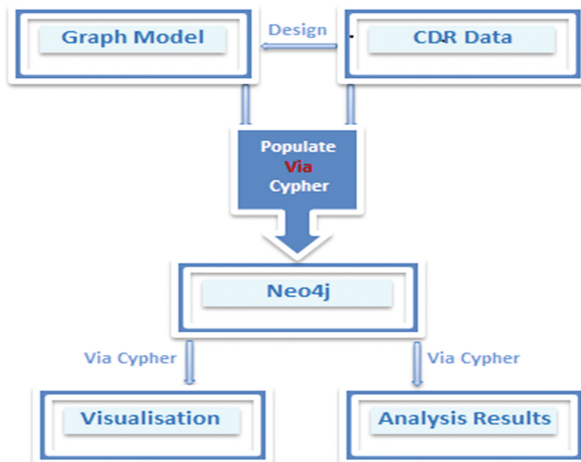 Graph Model
Design
CDR Data
Populate
Via
Cypher
Neo4j
Via Cypher
Via Cypher
Visualisation
Analysis Results